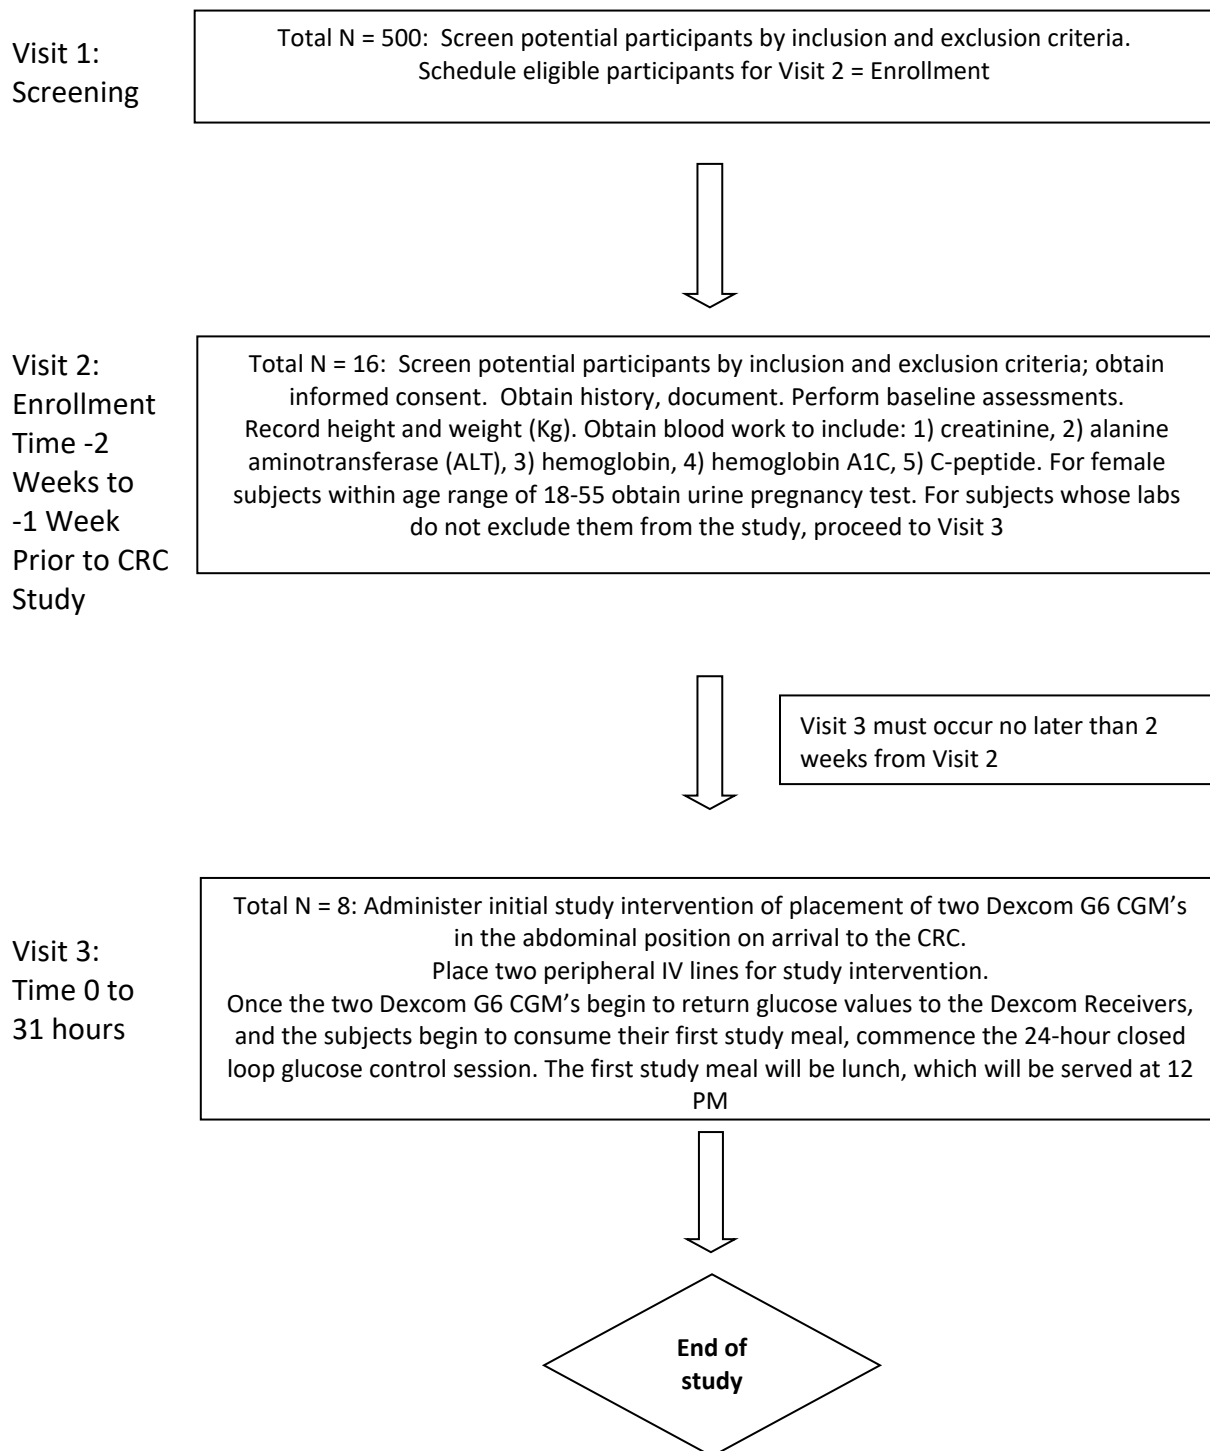 Visit 1:
Screening
Total N = 500:  Screen potential participants by inclusion and exclusion criteria.
Schedule eligible participants for Visit 2 = Enrollment
Visit 2:
Enrollment
Time -2
Weeks to
-1 Week
Prior to CRC
Study
Total N = 16:  Screen potential participants by inclusion and exclusion criteria; obtain
informed consent.  Obtain history, document. Perform baseline assessments.
Record height and weight (Kg). Obtain blood work to include: 1) creatinine, 2) alanine
aminotransferase (ALT), 3) hemoglobin, 4) hemoglobin A1C, 5) C-peptide. For female
subjects within age range of 18-55 obtain urine pregnancy test. For subjects whose labs
do not exclude them from the study, proceed to Visit 3
Visit 3 must occur no later than 2
weeks from Visit 2
Visit 3:
Time 0 to
31 hours
Total N = 8: Administer initial study intervention of placement of two Dexcom G6 CGM’s
in the abdominal position on arrival to the CRC.
Place two peripheral IV lines for study intervention.
Once the two Dexcom G6 CGM’s begin to return glucose values to the Dexcom Receivers,
and the subjects begin to consume their first study meal, commence the 24-hour closed
loop glucose control session. The first study meal will be lunch, which will be served at 12
PM
End of
study